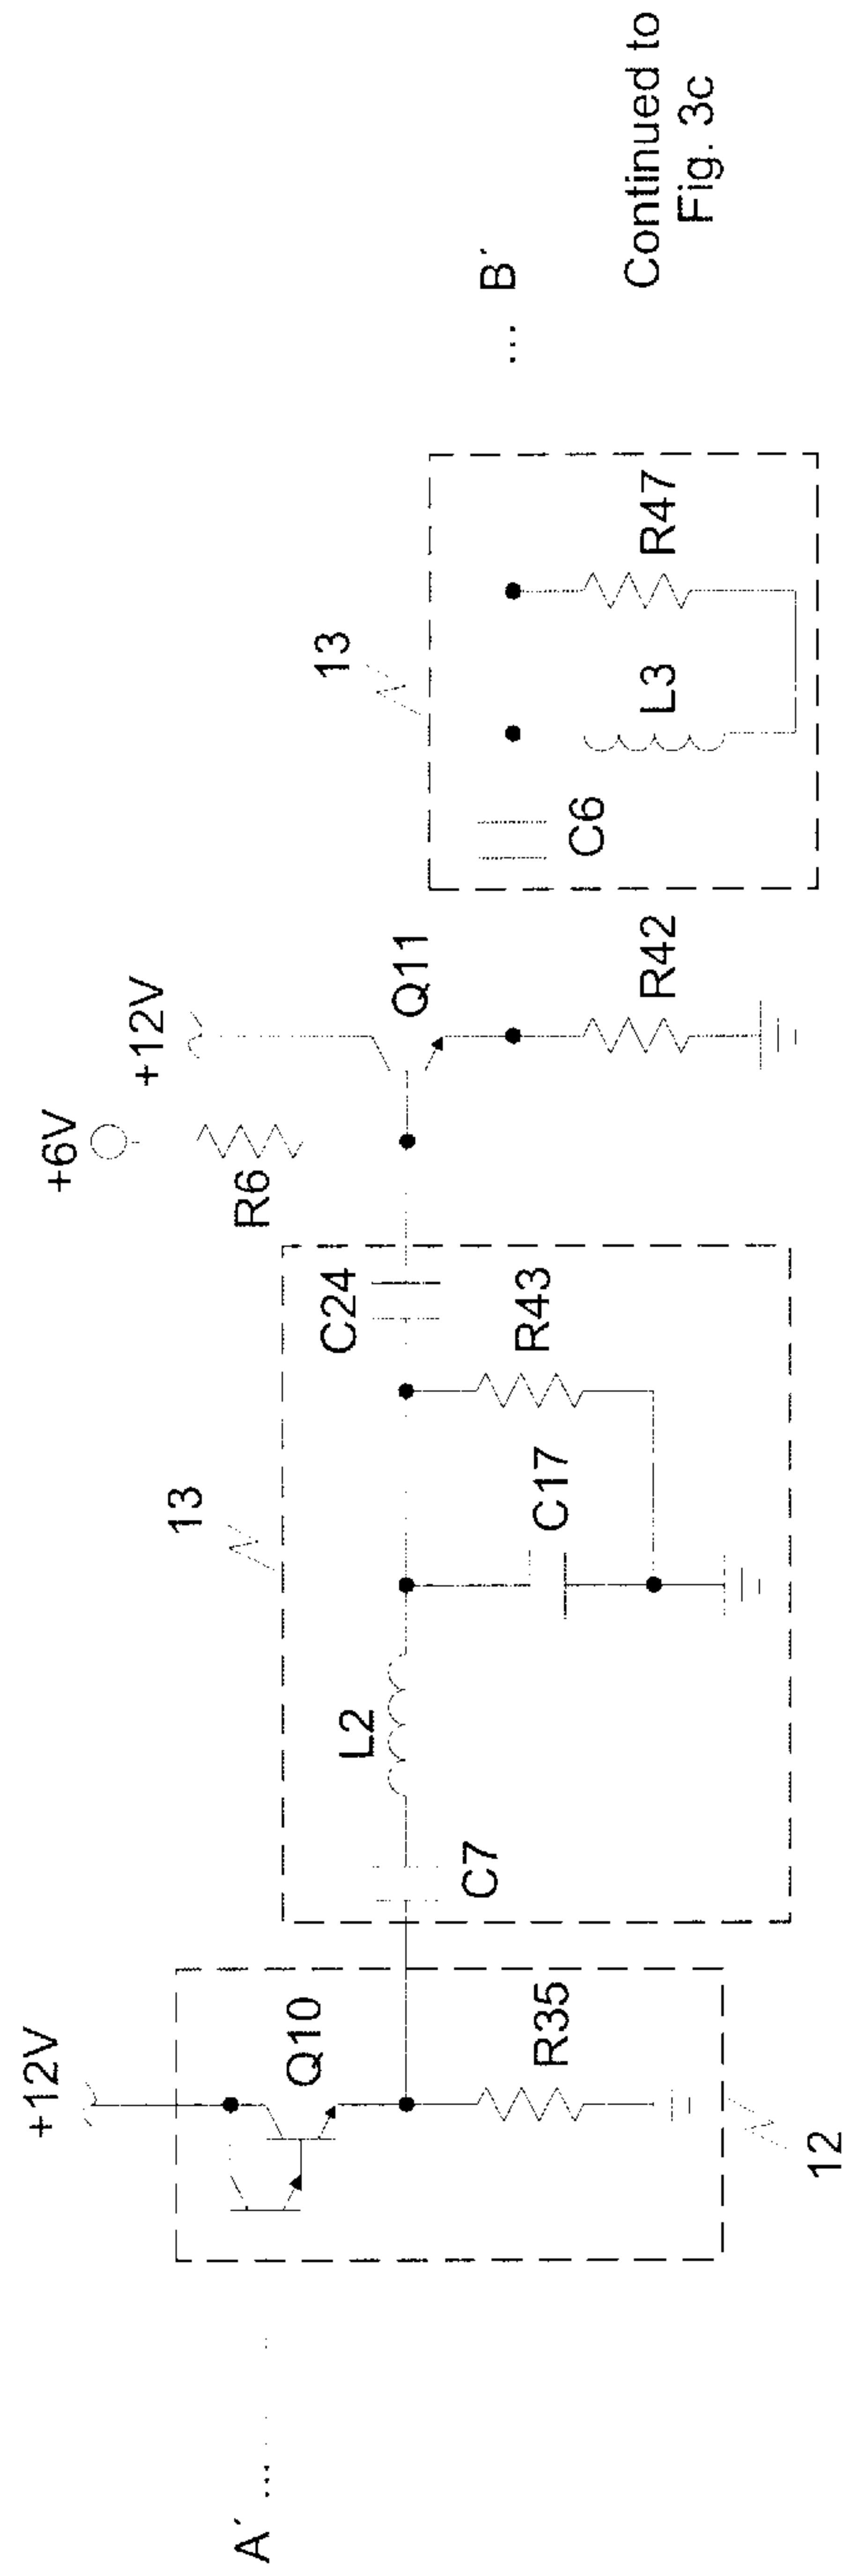 A´ ...
+12V
Q10
R35
12
13
C7
L2
C17
R43
C24
+6V
R6
+12V
Q11
R42
13
C6
L3
R47
... B´
Continued to
Fig. 3c